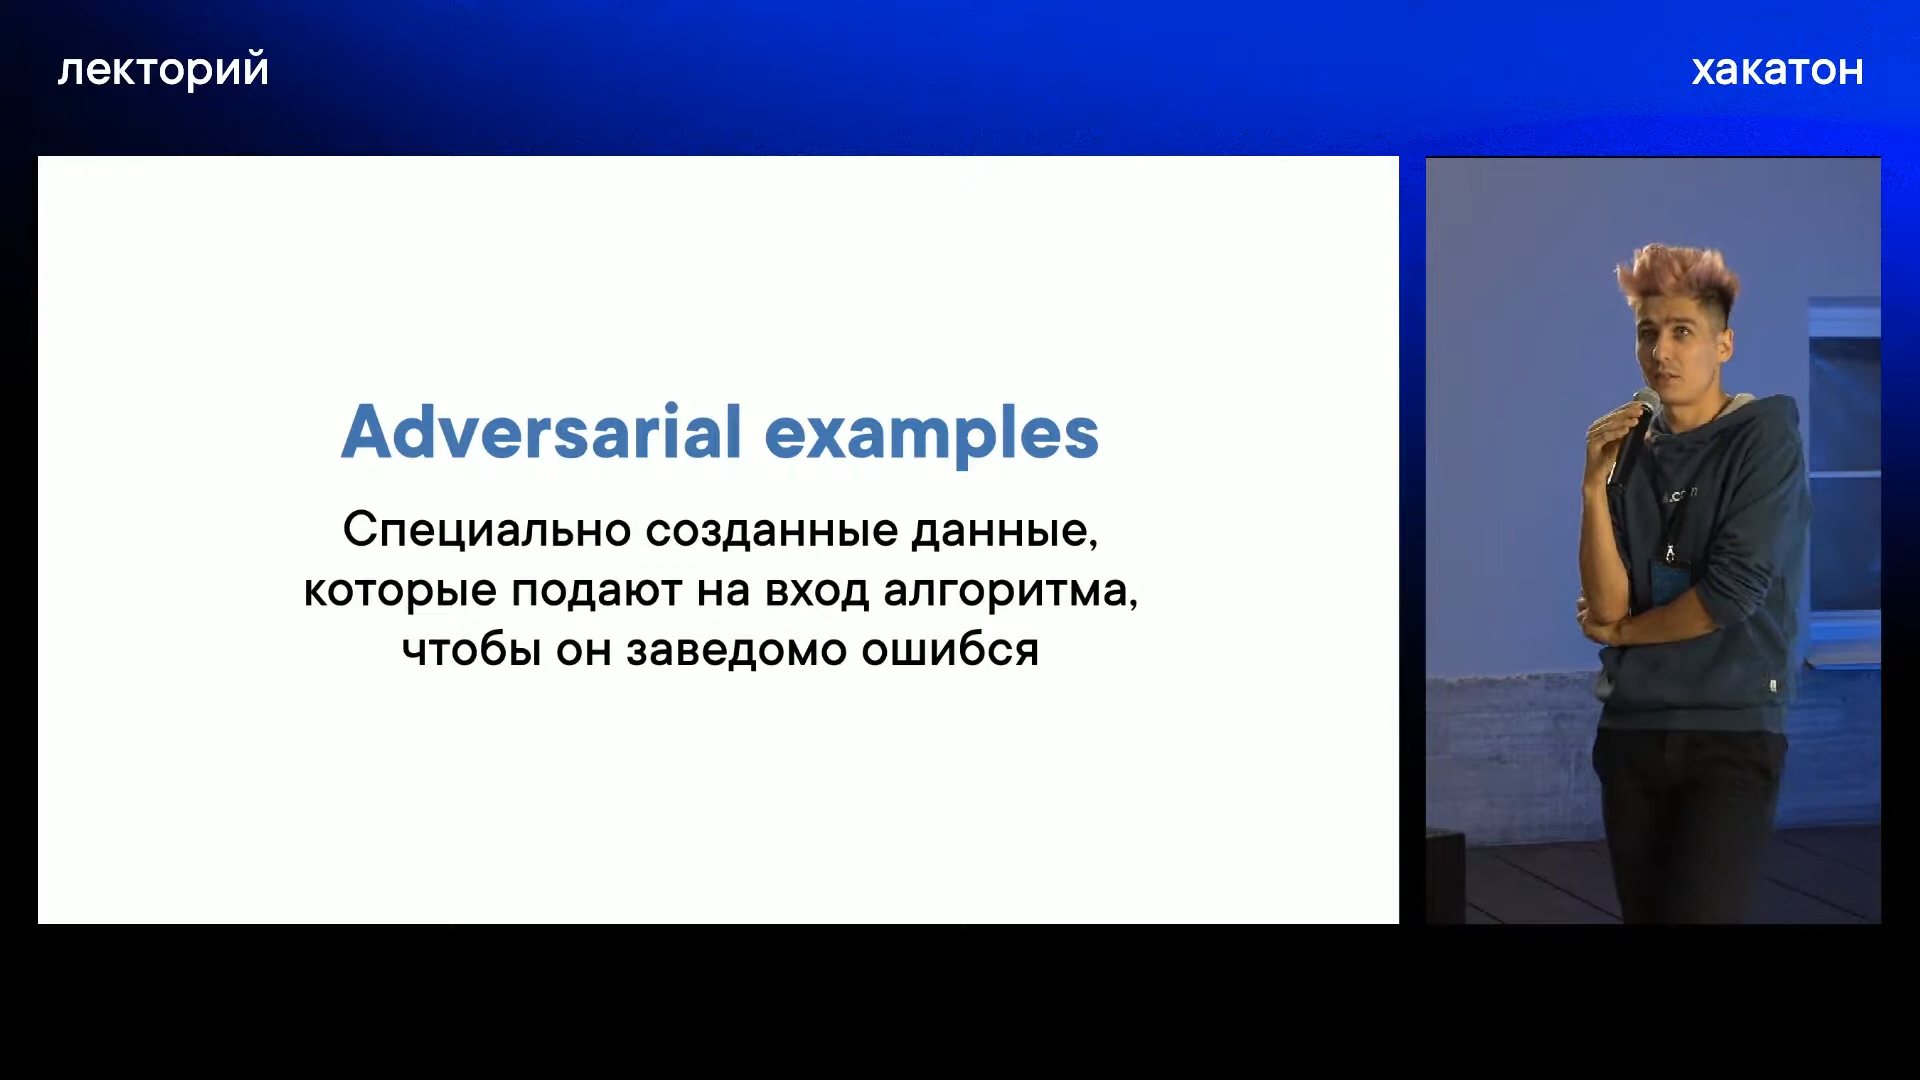 лекторий
хакатон
Adversarial examples
Специально созданные данные,
которые подают на вход алгоритма,
чтобы он заведомо ошибся